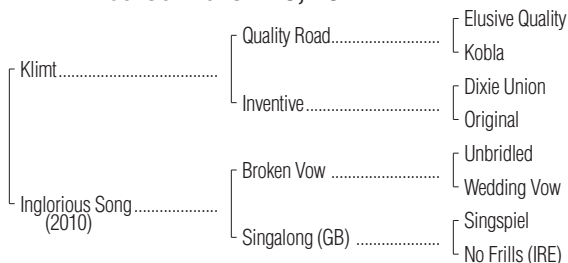 Elusive Quality
Quality Road
Kobla
Klimt
Dixie Union
Inventive
Original
Unbridled
Broken Vow
Wedding Vow
Inglorious Song
(2010)
Singspiel
Singalong (GB)
No Frills (IRE)